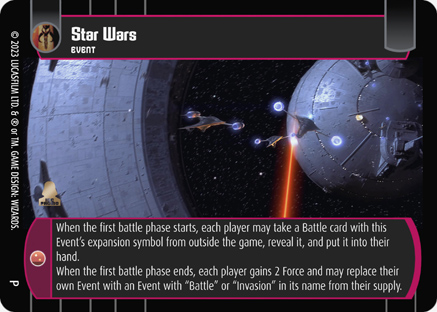 Star Wars
EVENT
© 2023 LUCASFILM LTD. & ® or TM. GAME DESIGN: WIZARDS.
When the first battle phase starts, each player may take a Battle card with this
Event's expansion symbol from outside the game, reveal it, and put it into their
hand.
When the first battle phase ends, each player gains 2 Force and may replace their
own Event with an Event with “Battle” or “Invasion” in its name from their supply.
P